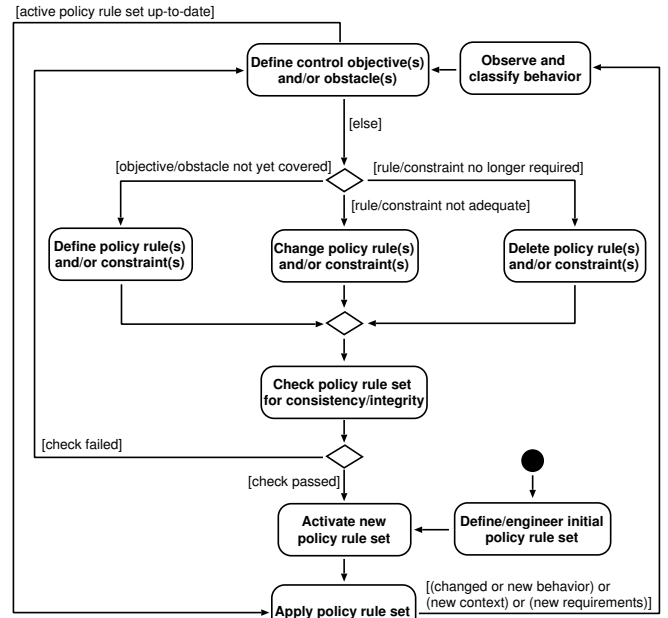 [active policy rule set up-to-date]
Define control objective(s)
and/or obstacle(s)
Observe and
classify behavior
[else]
[objective/obstacle not yet covered]
[rule/constraint no longer required]
[rule/constraint not adequate]
Define policy rule(s)
and/or constraint(s)
Change policy rule(s)
and/or constraint(s)
Delete policy rule(s)
and/or constraint(s)
Check policy rule set
for consistency/integrity
[check failed]
[check passed]
Activate new
policy rule set
Define/engineer initial
policy rule set
[(changed or new behavior) or
(new context) or (new requirements)]
Apply policy rule set